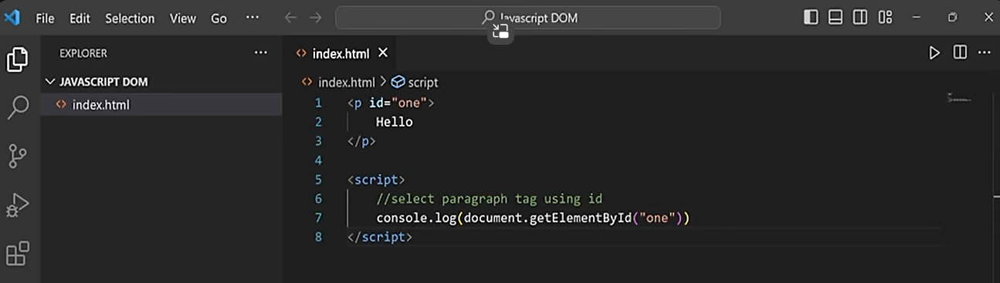 File Edit Selection View Go ··· Javascript DOM
EXPLORER ···
index.html
JAVASCRIPT DOM
index.html > script
index.html
1 <p id="one">
2     Hello
3 </p>
4
5 <script>
6     //select paragraph tag using id
7     console.log(document.getElementById("one"))
8 </script>